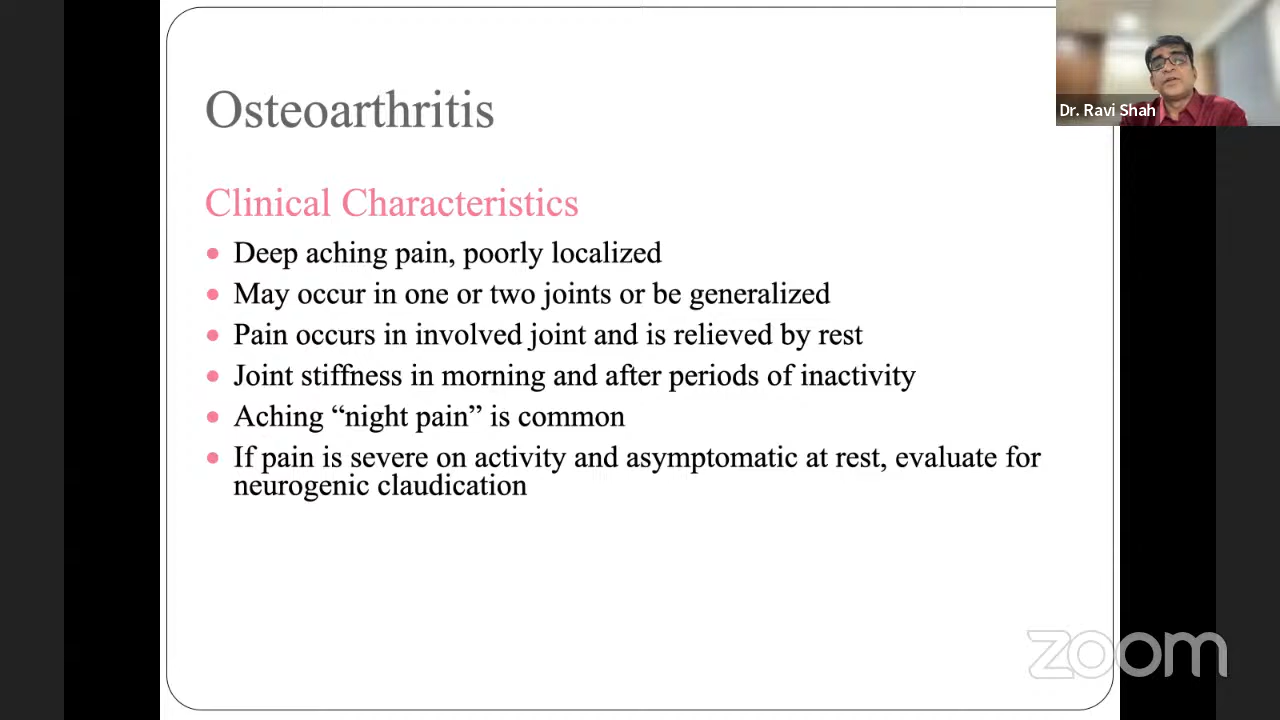 Osteoarthritis
Clinical Characteristics
Deep aching pain, poorly localized
May occur in one or two joints or be generalized
Pain occurs in involved joint and is relieved by rest
Joint stiffness in morning and after periods of inactivity
Aching “night pain” is common
If pain is severe on activity and asymptomatic at rest, evaluate for
neurogenic claudication
Dr. Ravi Shah
zoom